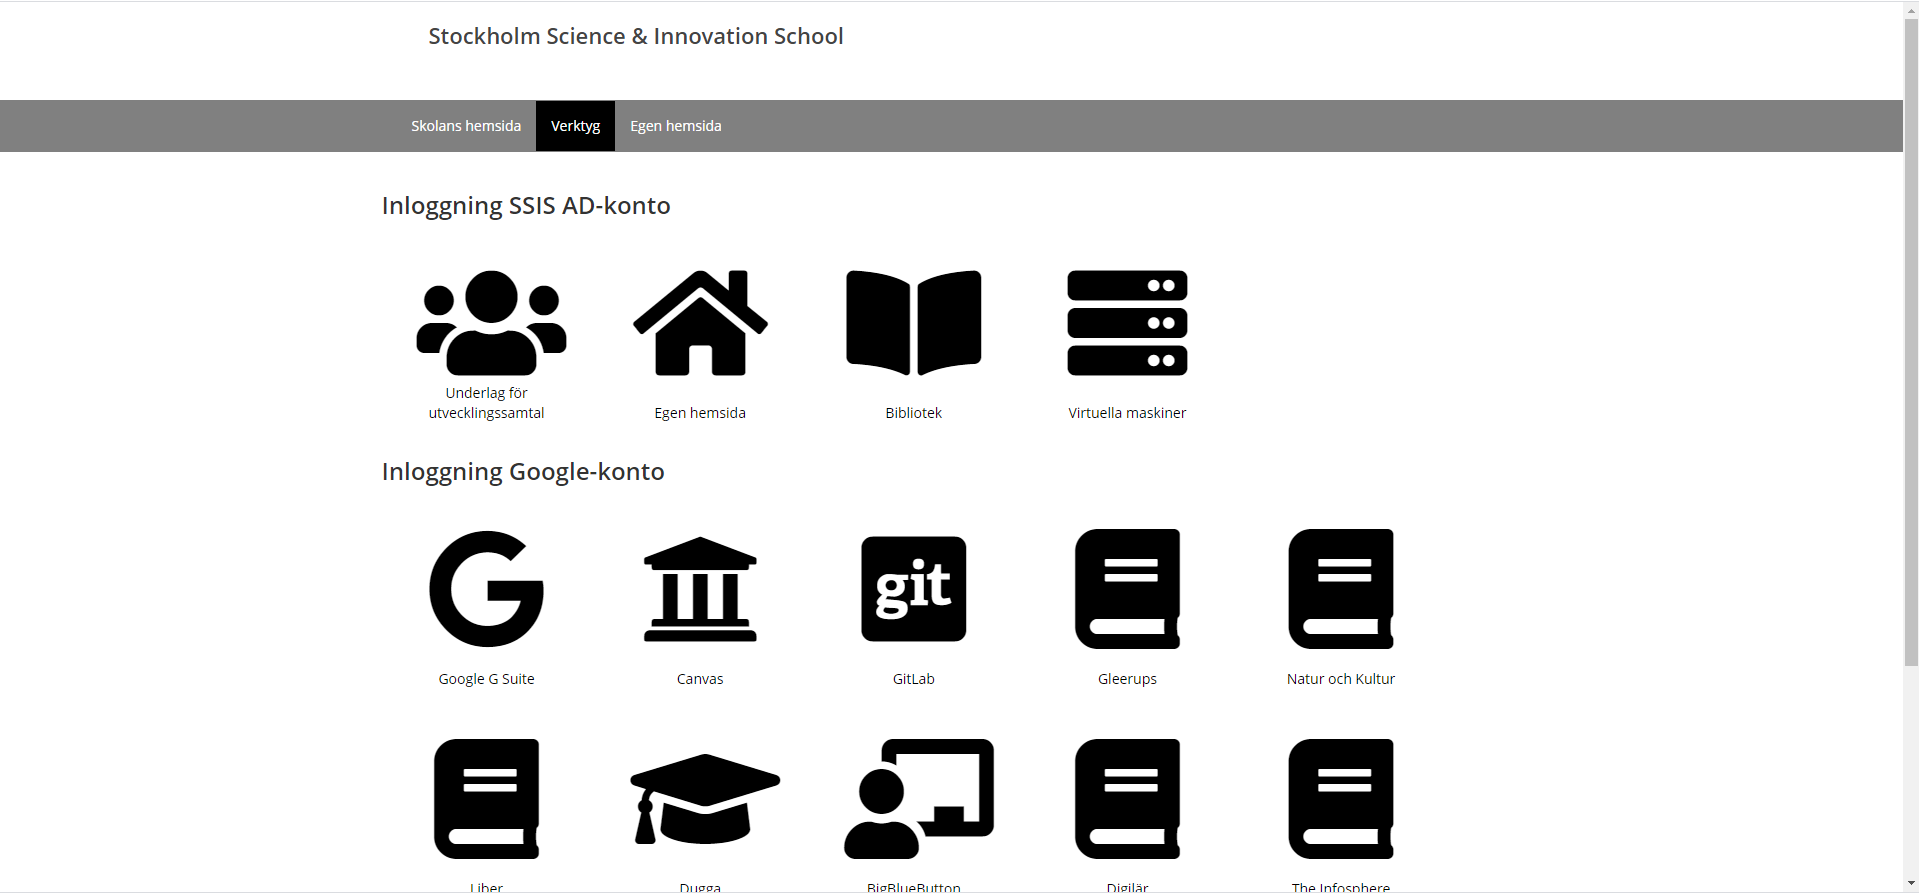 Stockholm Science & Innovation School
Skolans hemsida Verktyg Egen hemsida
Inloggning SSIS AD-konto
Underlag för
utvecklingssamtal
Egen hemsida
Bibliotek
Virtuella maskiner
Inloggning Google-konto
git
Google G Suite
Canvas
GitLab
Gleerups
Natur och Kultur
Liber
Dugga
BigBlueButton
Digilär
The Infosphere